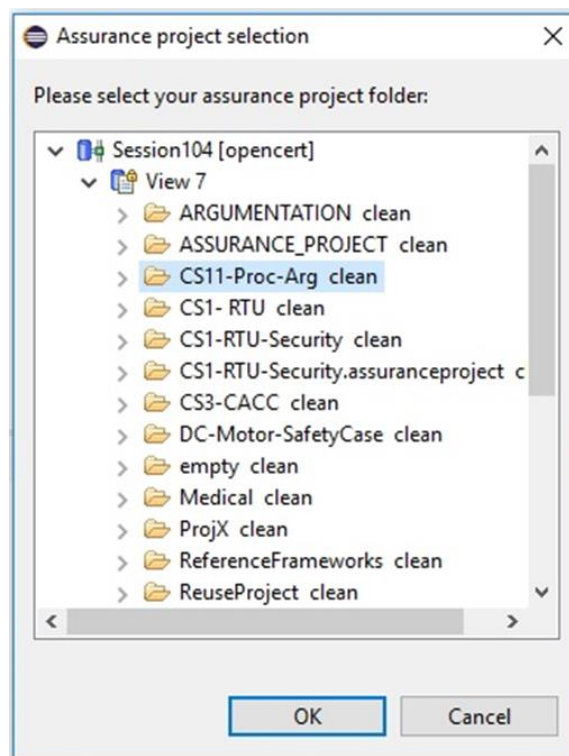 Assurance project selection
Please select your assurance project folder:
Session104 [opencert]
View 7
ARGUMENTATION clean
ASSURANCE_PROJECT clean
CS11-Proc-Arg clean
CS1- RTU clean
CS1-RTU-Security clean
CS1-RTU-Security.assuranceproject c
CS3-CACC clean
DC-Motor-SafetyCase clean
empty clean
Medical clean
ProjX clean
ReferenceFrameworks clean
ReuseProject clean
OK Cancel